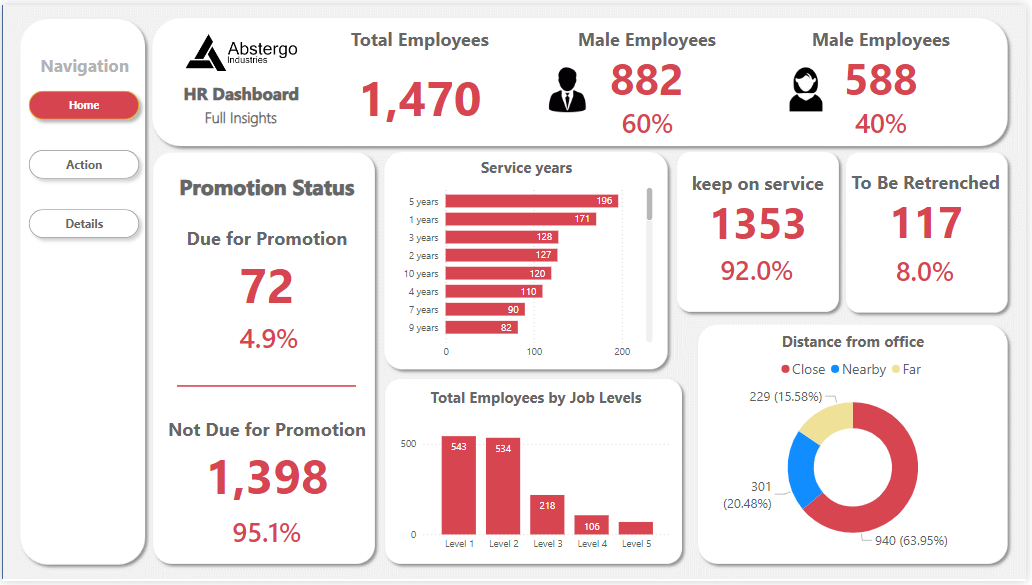 Navigation
Home
Action
Details
Abstergo
Industries
HR Dashboard
Full Insights
Total Employees
1,470
Male Employees
882
60%
Male Employees
588
40%
Promotion Status
Due for Promotion
72
4.9%
Not Due for Promotion
1,398
95.1%
Service years
5 years 196
1 years 171
3 years 128
2 years 127
10 years 120
4 years 110
7 years 90
9 years 82
0 100 200
keep on service
1353
92.0%
To Be Retrenched
117
8.0%
Total Employees by Job Levels
500
0
543 534 218 106
Level 1 Level 2 Level 3 Level 4 Level 5
Distance from office
Close Nearby Far
229 (15.58%)
301
(20.48%)
940 (63.95%)